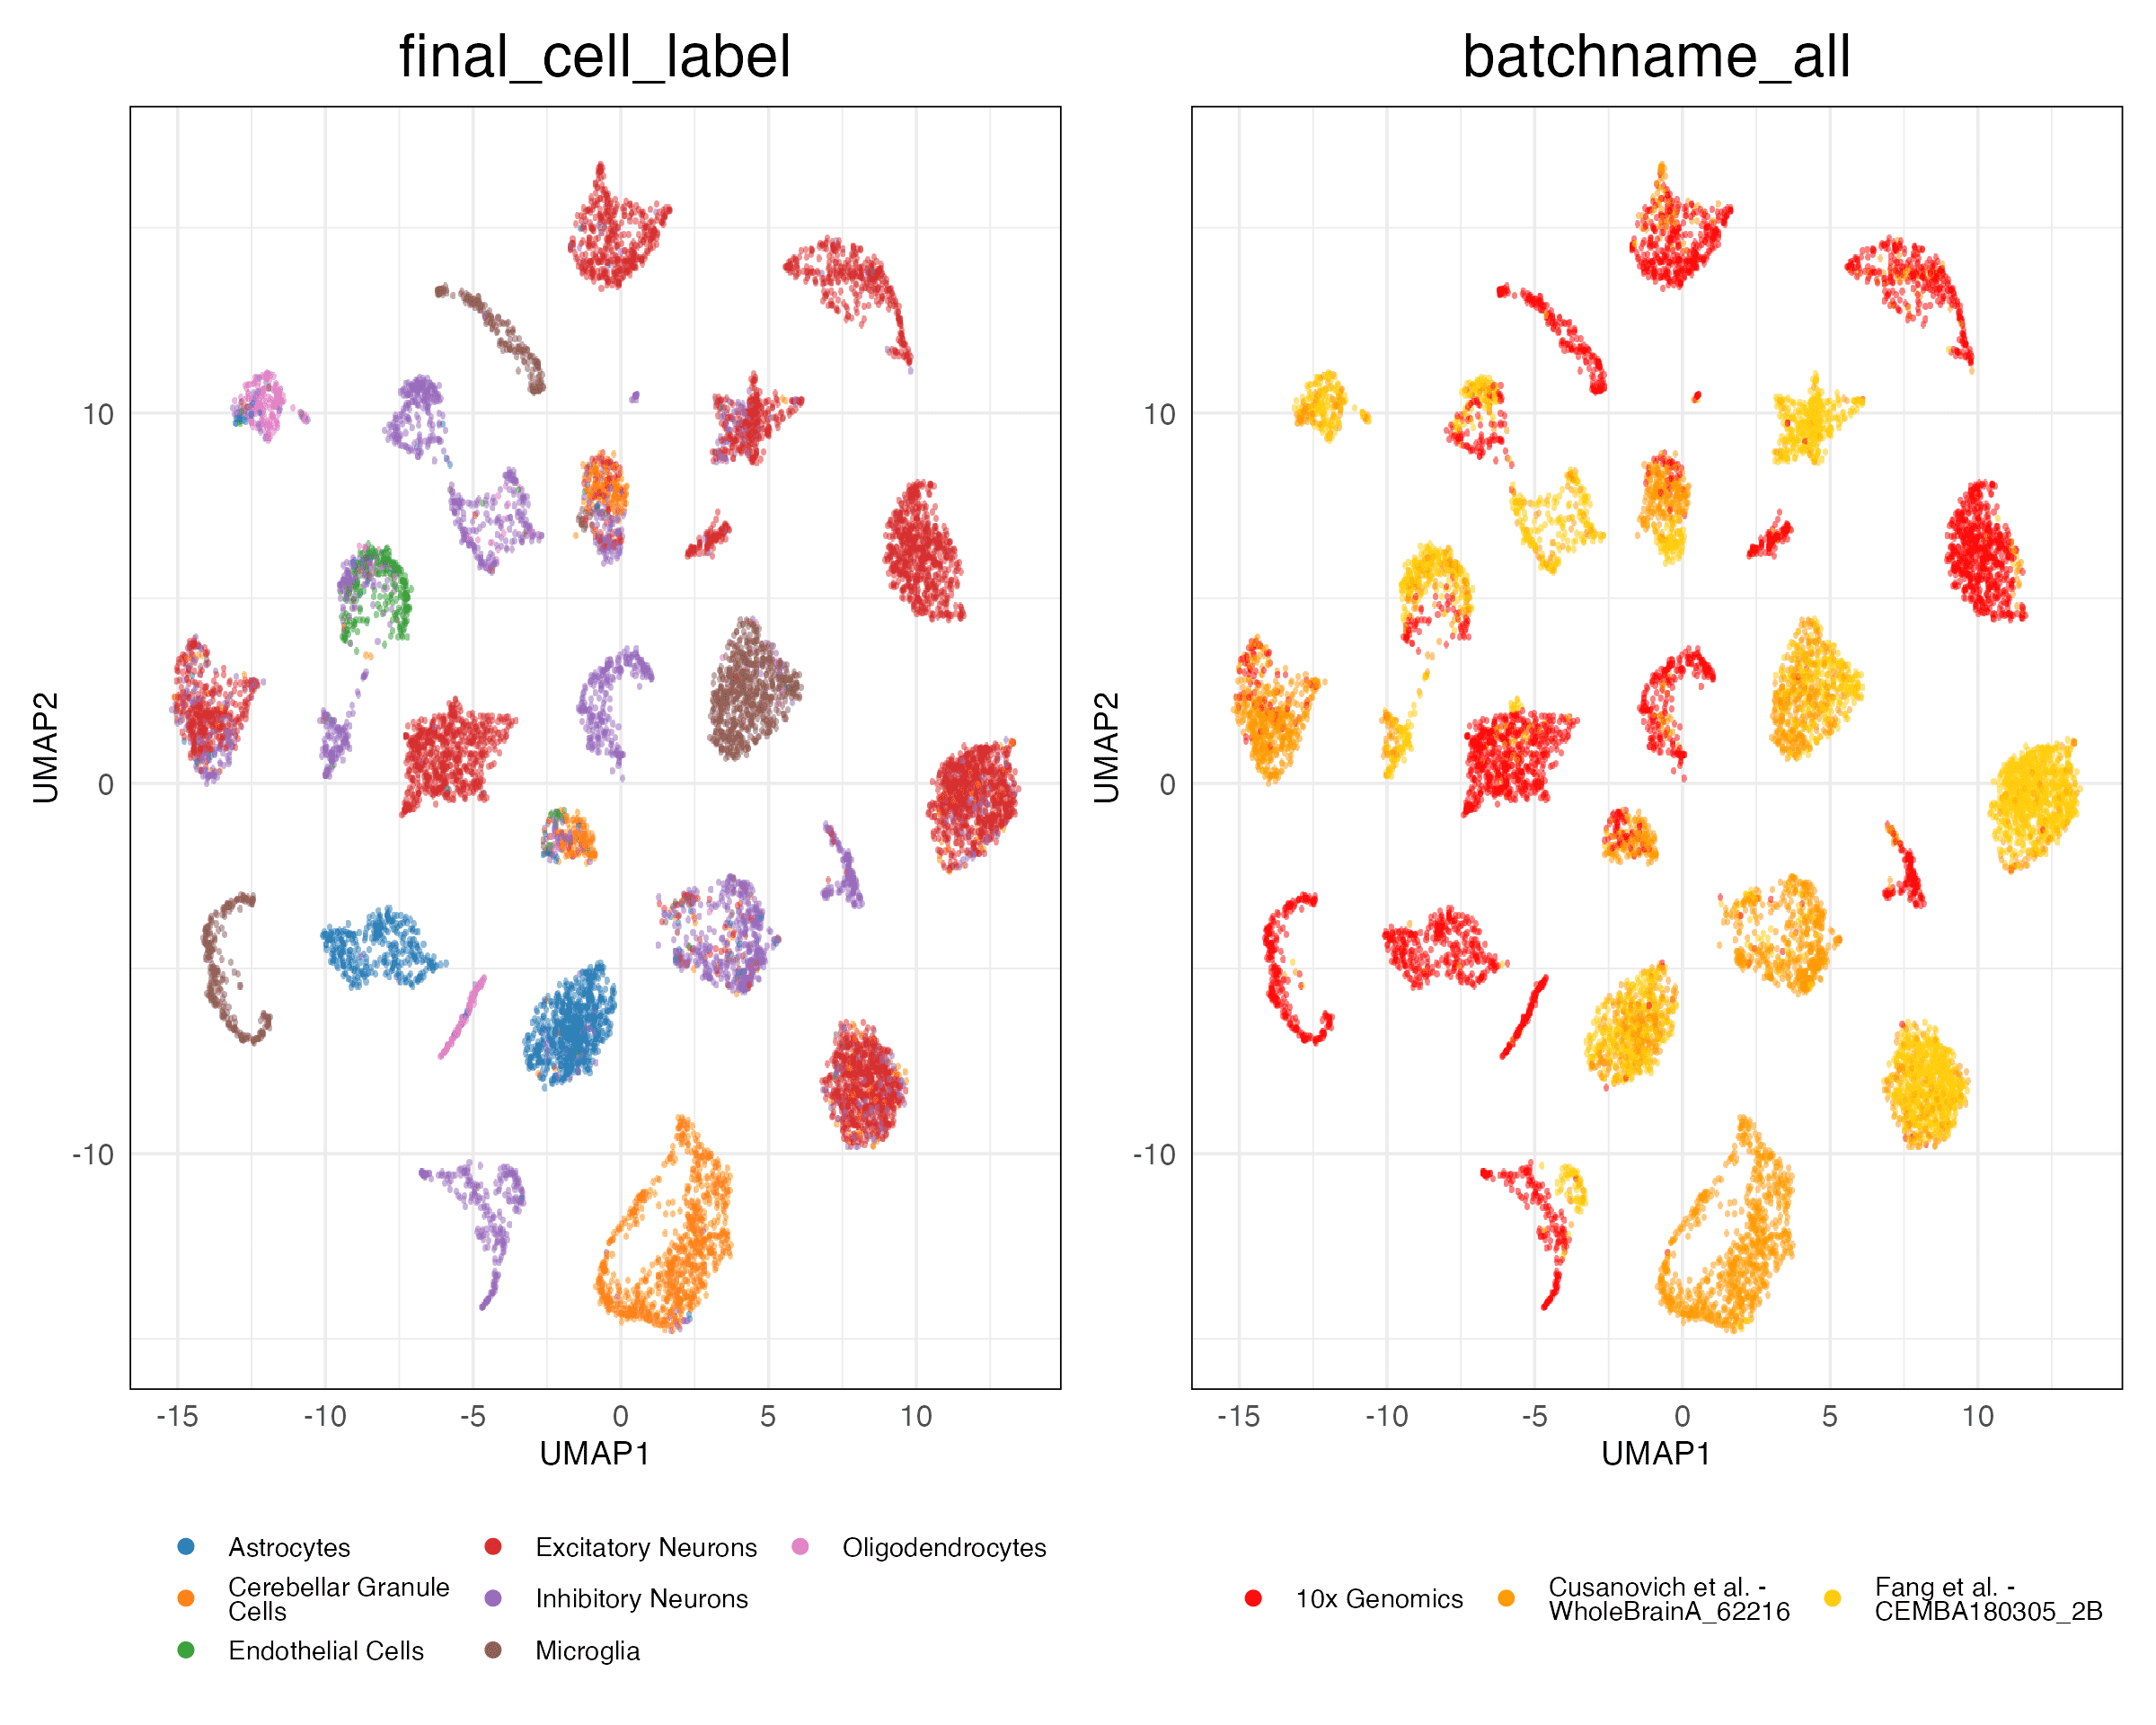 final_cell_label
batchname_all
UMAP2
10
0
-10
-15
-10
-5
0
5
10
UMAP1
UMAP2
10
0
-10
-15
-10
-5
0
5
10
UMAP1
Astrocytes
Cerebellar Granule
Cells
Endothelial Cells
Excitatory Neurons
Inhibitory Neurons
Microglia
Oligodendrocytes
10x Genomics
Cusanovich et al. -
WholeBrainA_62216
Fang et al. -
CEMBA180305_2B